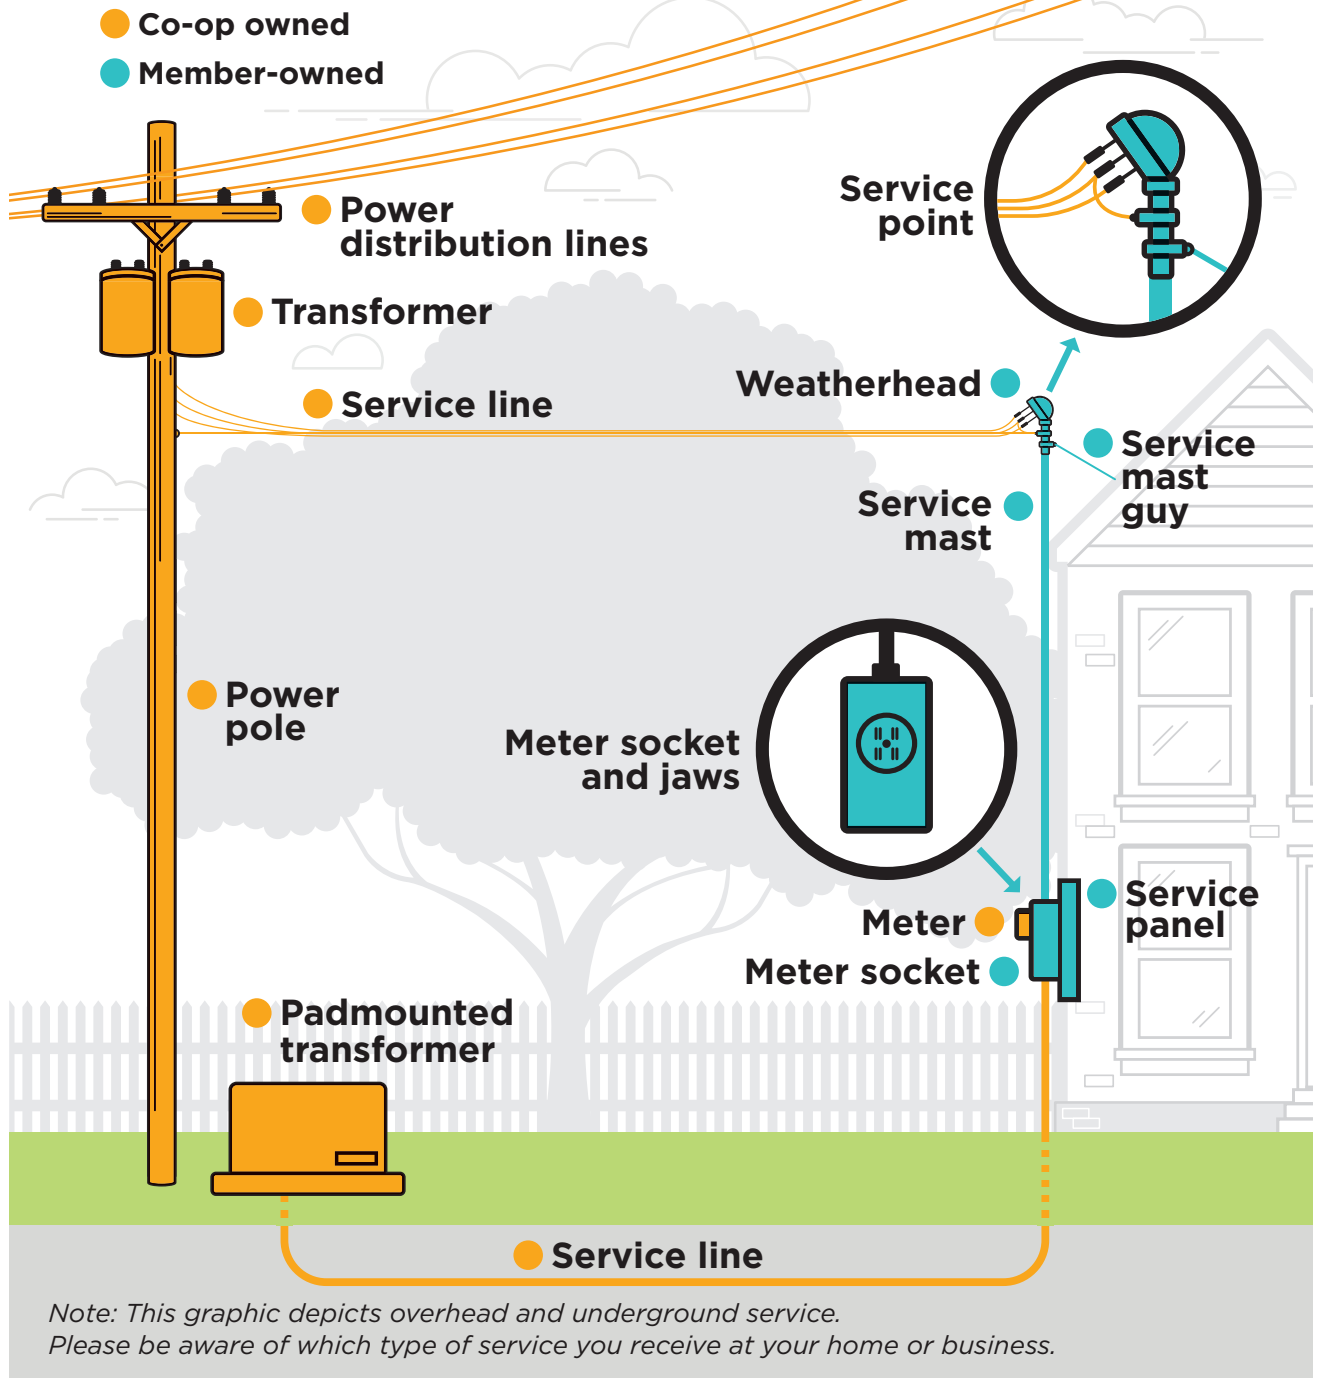 Co-op owned
Member-owned
Power
distribution lines
Service
point
Transformer
Weatherhead
Service line
Service
mast
guy
Service
mast
Power
pole
Meter socket
and jaws
Service
panel
Meter
Meter socket
Padmounted
transformer
Service line
Note: This graphic depicts overhead and underground service.
Please be aware of which type of service you receive at your home or business.